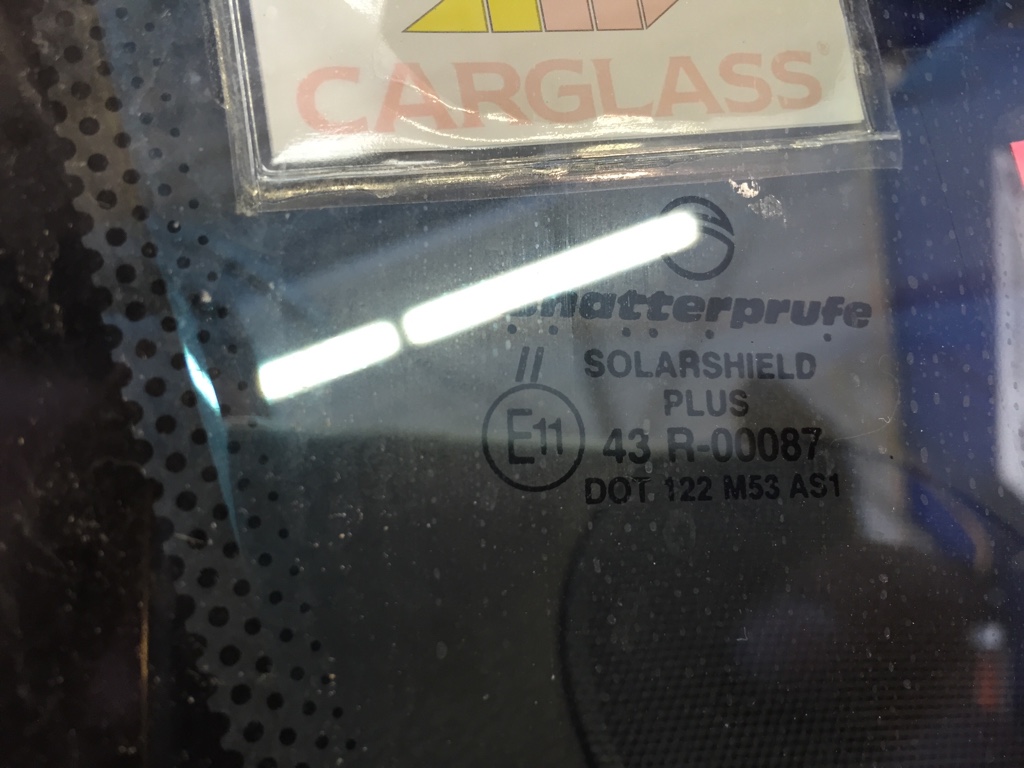 CARGLASS
shatterprufe
//
SOLARSHIELD
PLUS
E11 43 R-00087
DOT 122 M53 AS1